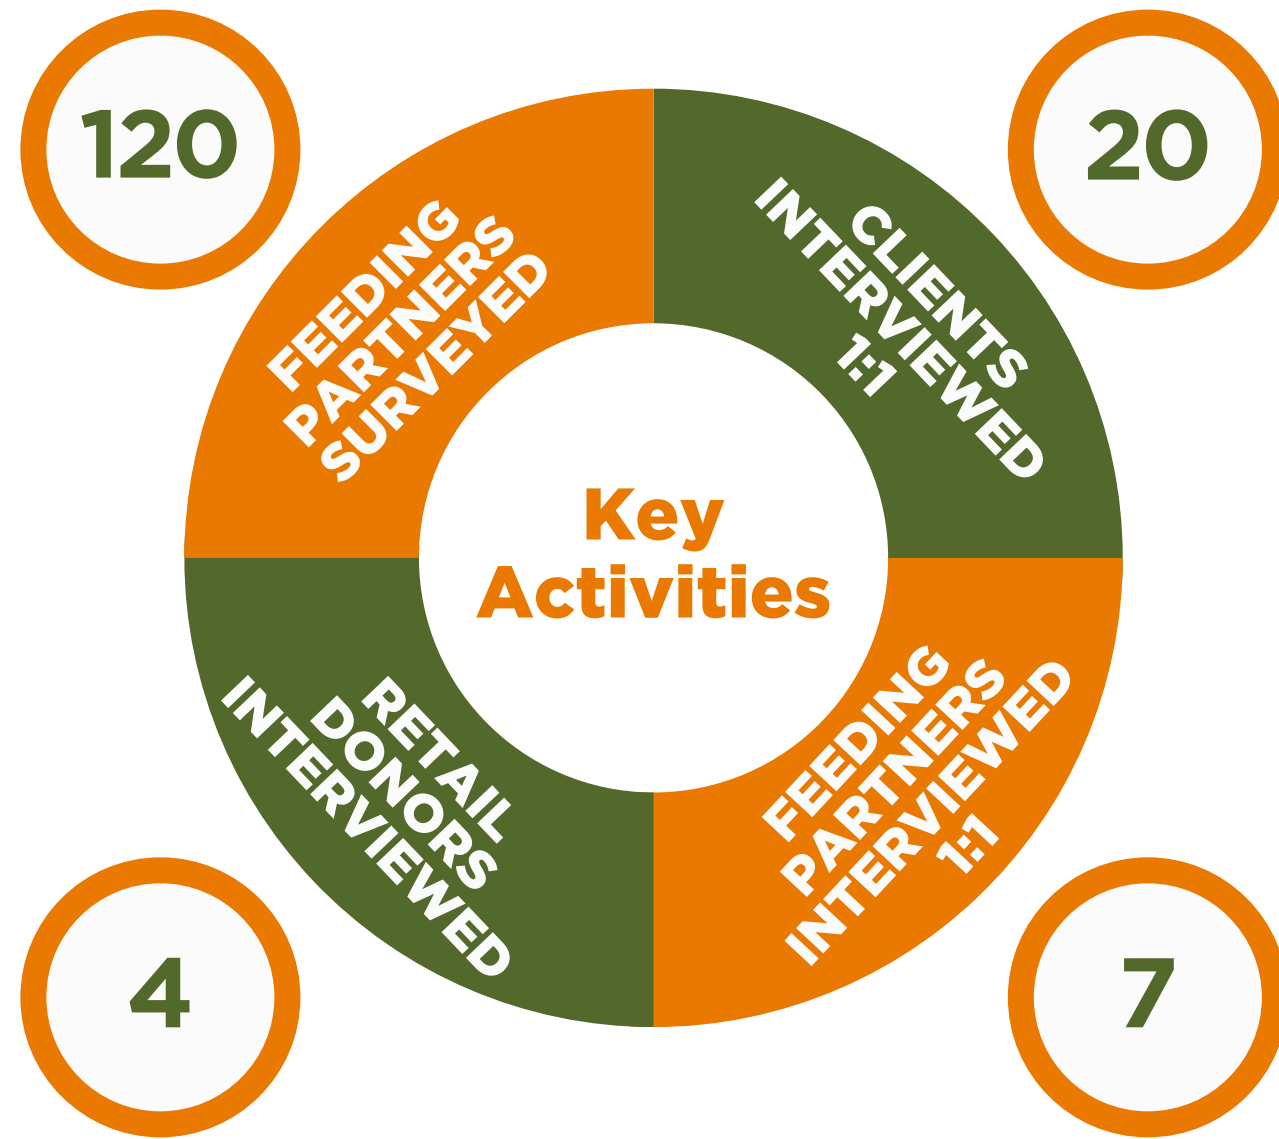 120
20
FEEDING
PARTNERS
SURVEYED
CLIENTS
INTERVIEWED
1:1
Key
Activities
RETAIL
DONORS
INTERVIEWED
FEEDING
PARTNERS
INTERVIEWED
1:1
4
7